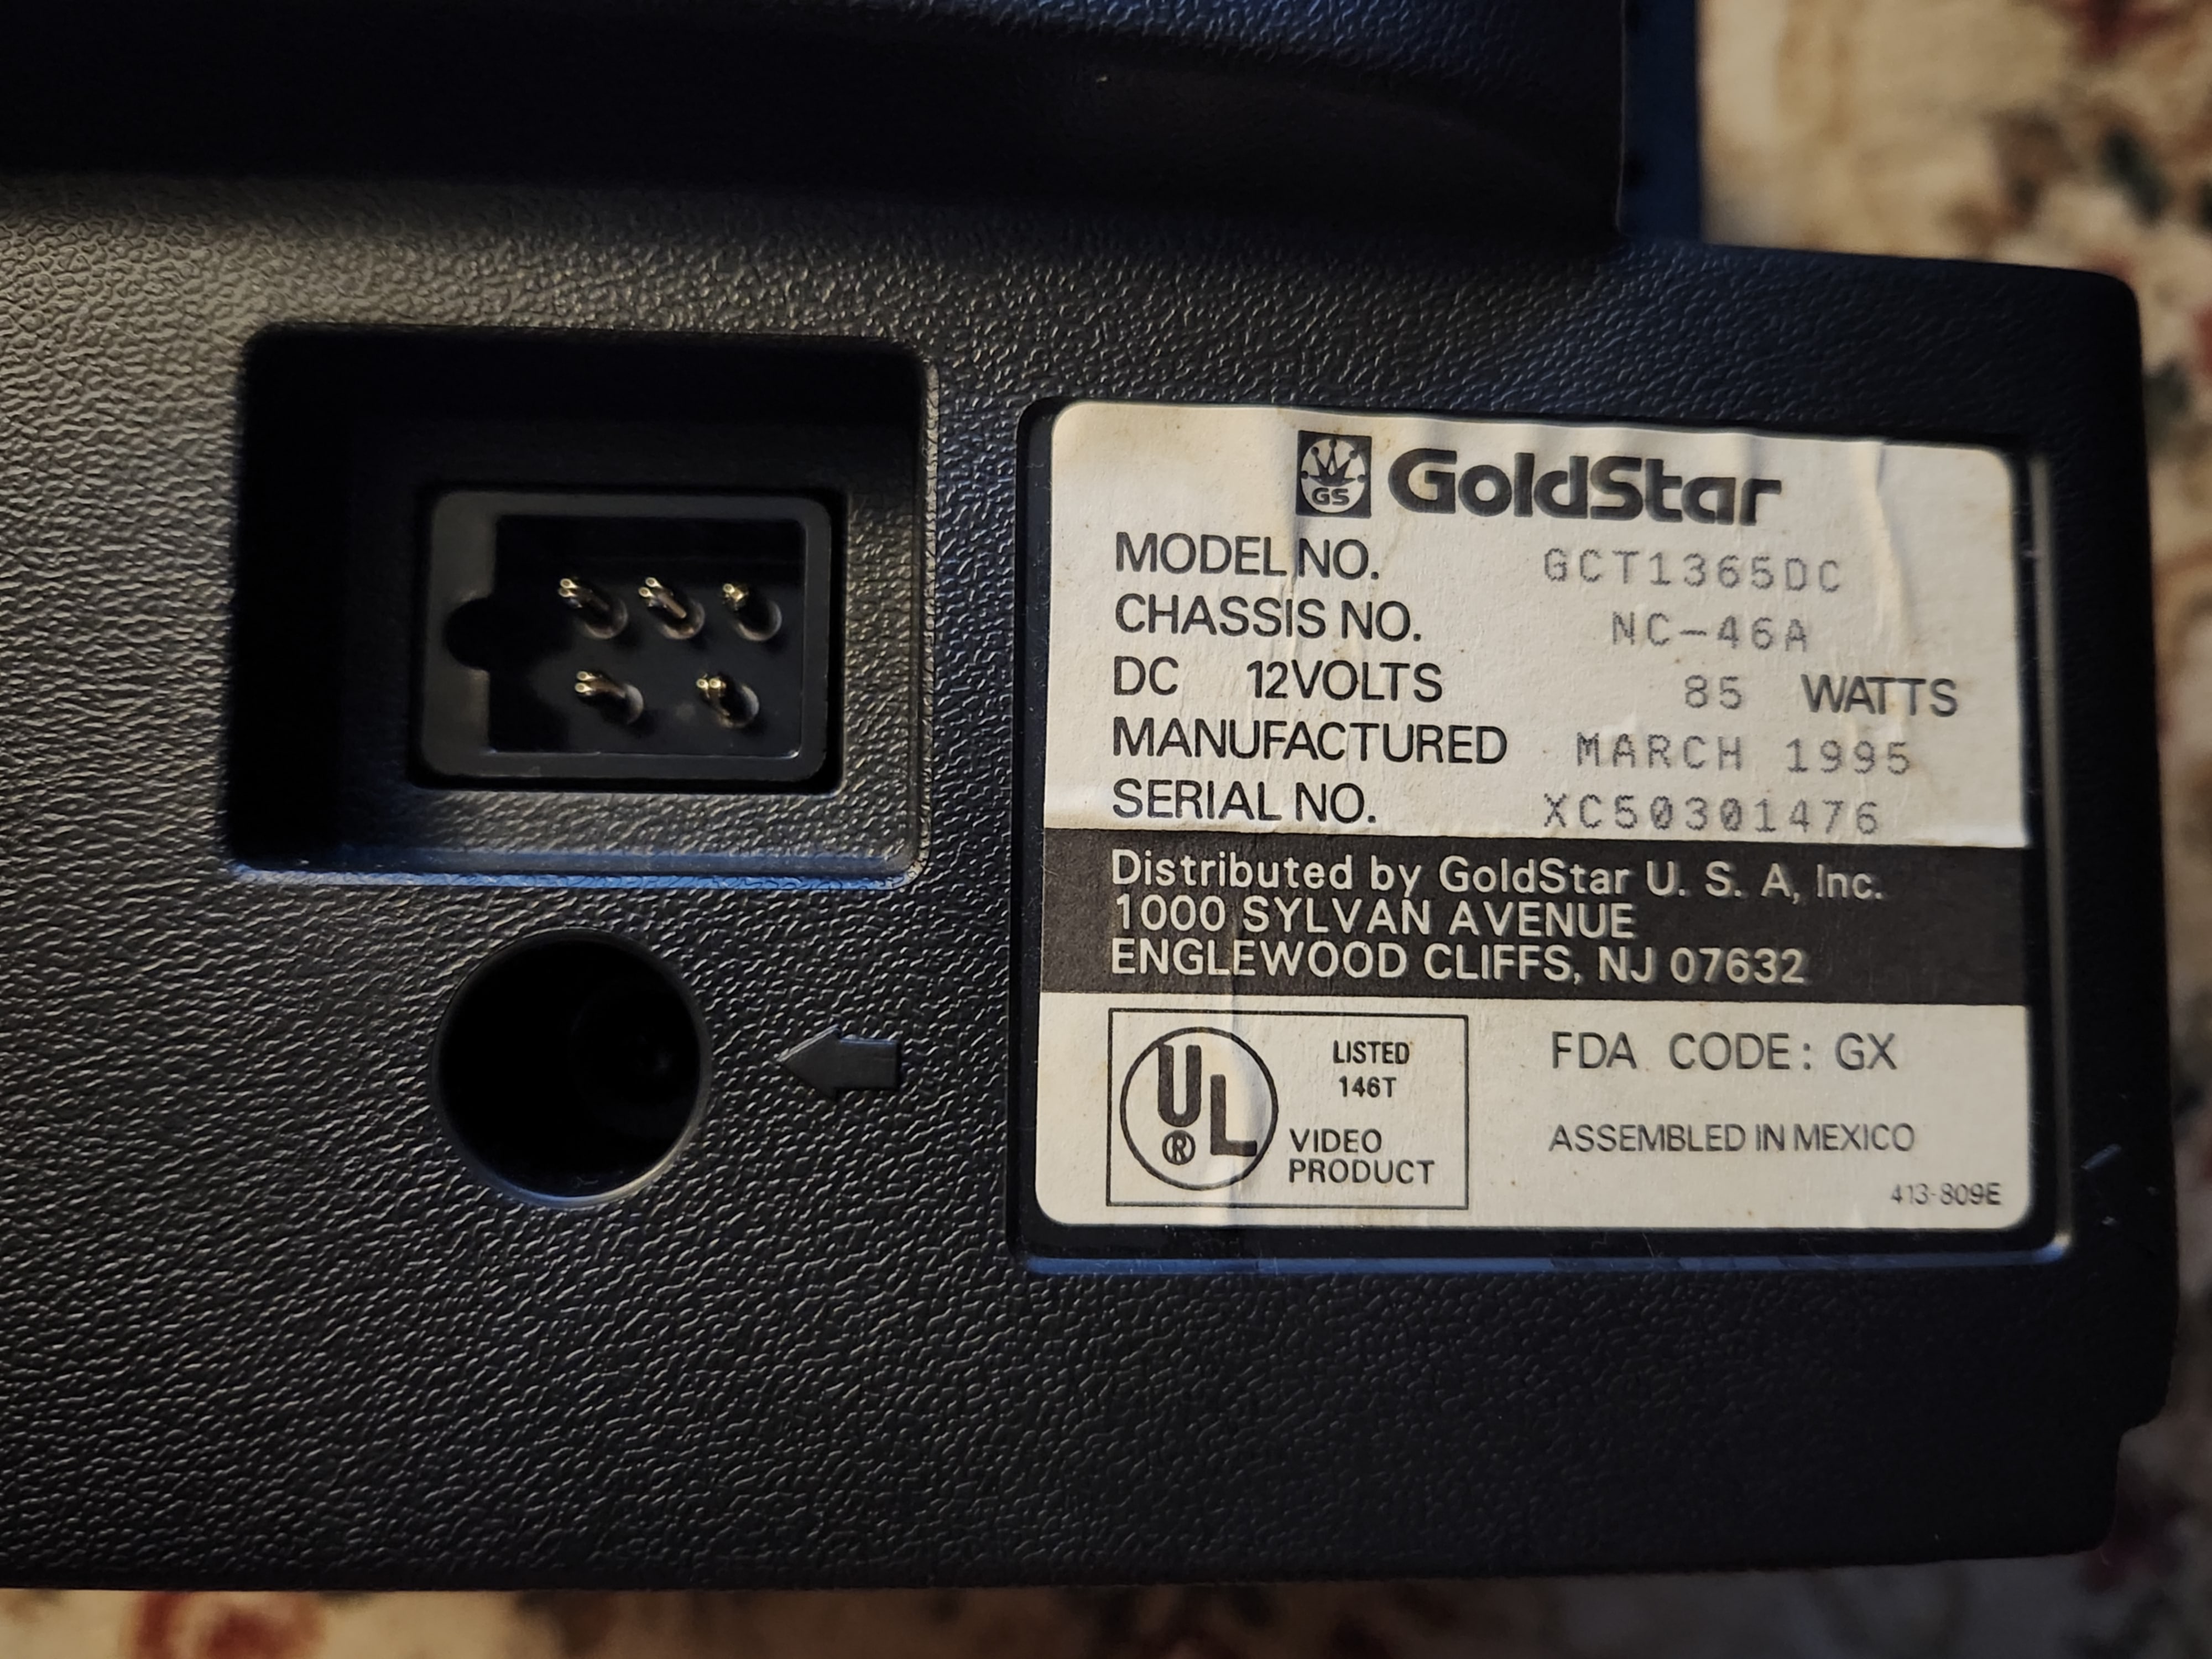 GS GoldStar
MODEL NO. GCT1365DC
CHASSIS NO. NC-46A
DC 12VOLTS 85 WATTS
MANUFACTURED MARCH 1995
SERIAL NO. XC50301476
Distributed by GoldStar U. S. A, Inc.
1000 SYLVAN AVENUE
ENGLEWOOD CLIFFS, NJ 07632
UL ®
LISTED
146T
VIDEO
PRODUCT
FDA CODE: GX
ASSEMBLED IN MEXICO
413-809E